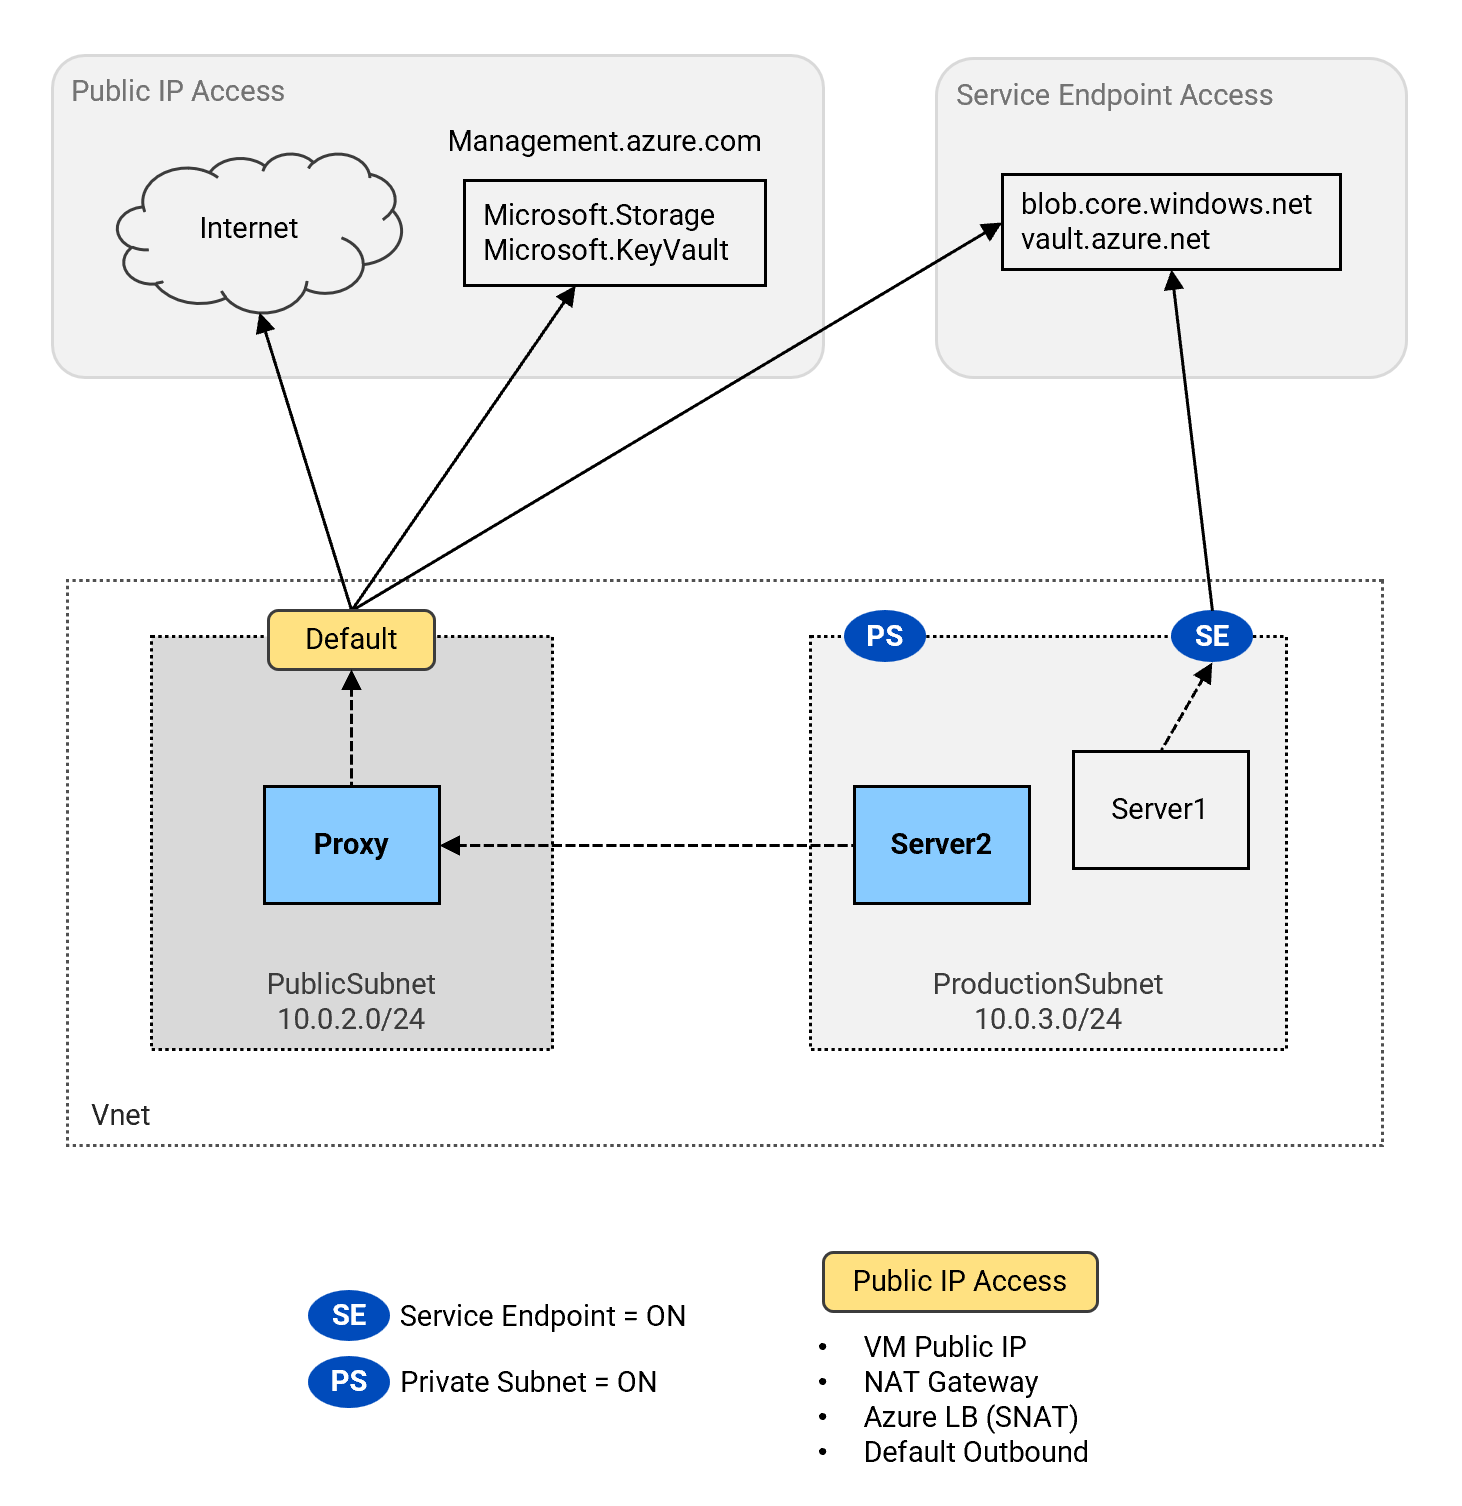 Public IP Access
Service Endpoint Access
Management.azure.com
Internet
Microsoft.Storage
Microsoft.KeyVault
blob.core.windows.net
vault.azure.net
Default
PS
SE
Proxy
Server2
Server1
PublicSubnet
10.0.2.0/24
ProductionSubnet
10.0.3.0/24
Vnet
SE Service Endpoint = ON
PS Private Subnet = ON
Public IP Access
• VM Public IP
• NAT Gateway
• Azure LB (SNAT)
• Default Outbound